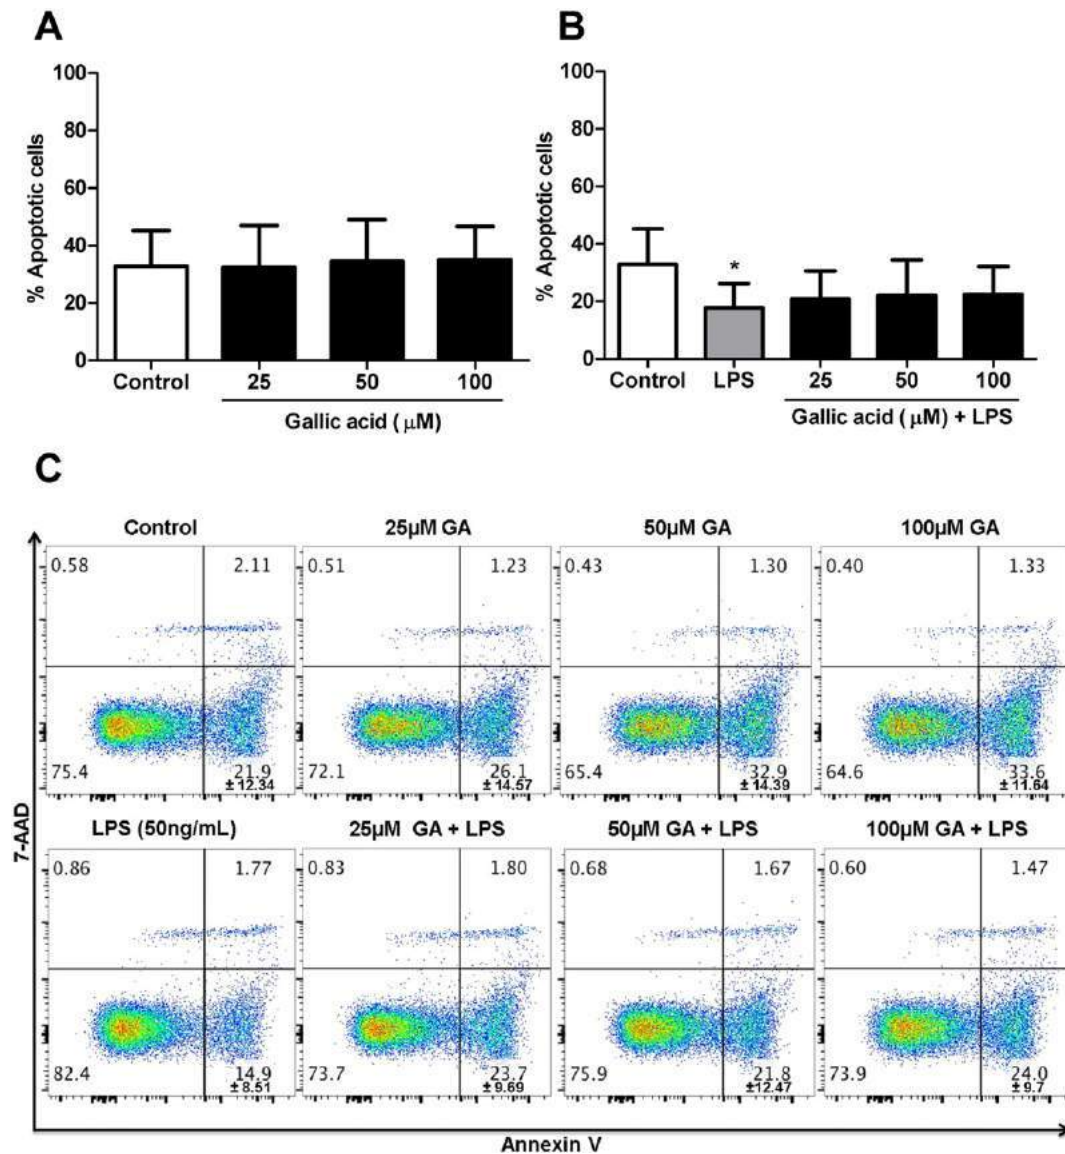 A
% Apoptotic cells
100
80
60
40
20
0
Control 25 50 100
Gallic acid ( μM)
B
% Apoptotic cells
100
80
60
40
20
0
Control LPS 25 50 100
Gallic acid ( μM) + LPS
*
C
7-AAD
Control 25μM GA 50μM GA 100μM GA
0.58 2.11 0.51 1.23 0.43 1.30 0.40 1.33
75.4 21.9 72.1 26.1 65.4 32.9 64.6 33.6
±12.34 ±14.57 ±14.39 ±11.64
LPS (50ng/mL) 25μM GA + LPS 50μM GA + LPS 100μM GA + LPS
0.86 1.77 0.83 1.80 0.68 1.67 0.60 1.47
82.4 14.9 73.7 23.7 75.9 21.8 73.9 24.0
±8.51 ±9.69 ±12.47 ±9.7
Annexin V